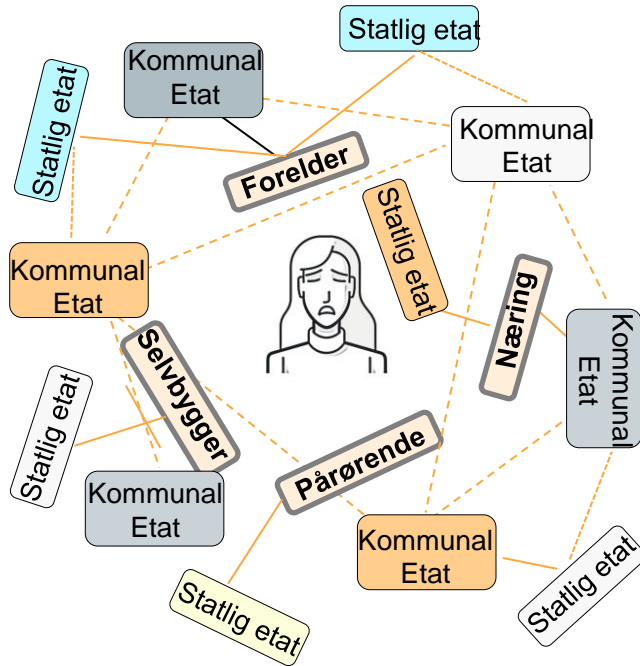 Statlig etat
Kommunal
Etat
Statlig etat
Kommunal
Etat
Forelder
Statlig etat
Kommunal
Etat
Næring
Kommunal
Etat
Selvbygger
Statlig etat
Pårørende
Kommunal
Etat
Kommunal
Etat
Statlig etat
Statlig etat